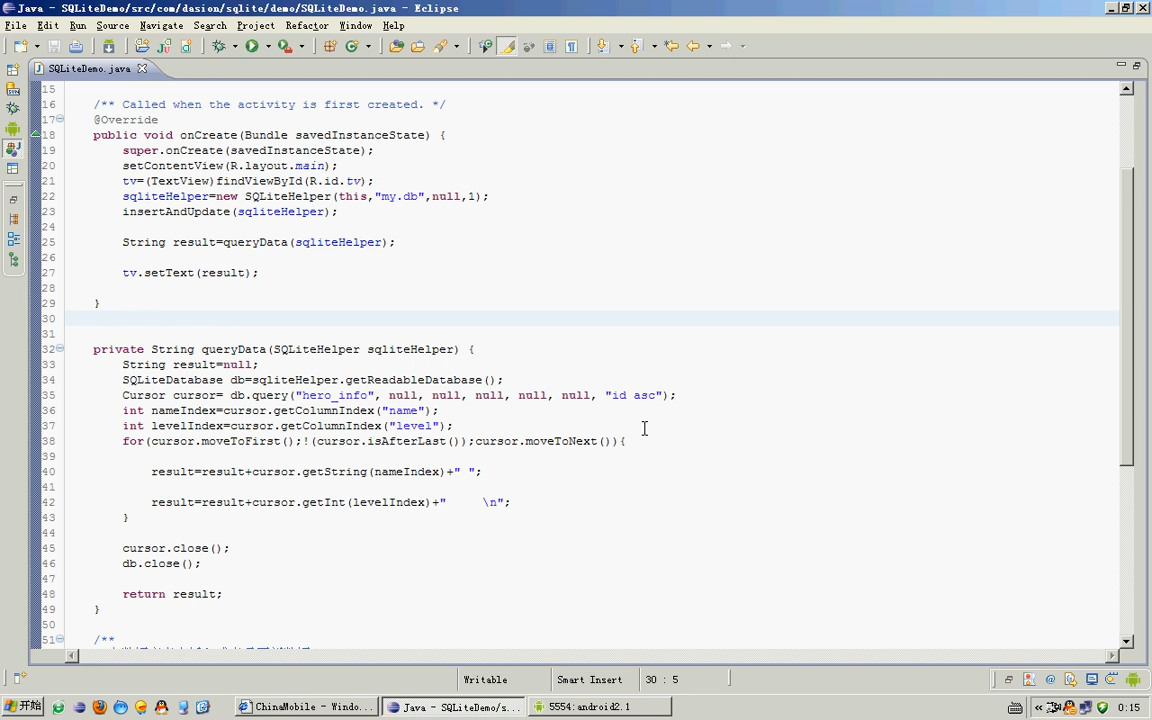 Java - SQLiteDemo/src/com/dasion/sqlite/demo/SQLiteDemo.java - Eclipse
File Edit Run Source Navigate Search Project Refactor Window Help
SQLiteDemo.java
15
16 /** Called when the activity is first created. */
17 @Override
18 public void onCreate(Bundle savedInstanceState) {
19 super.onCreate(savedInstanceState);
20 setContentView(R.layout.main);
21 tv=(TextView)findViewById(R.id.tv);
22 sqliteHelper=new SQLiteHelper(this,"my.db",null,1);
23 insertAndUpdate(sqliteHelper);
24
25 String result=queryData(sqliteHelper);
26
27 tv.setText(result);
28
29 }
30
31
32 private String queryData(SQLiteHelper sqliteHelper) {
33 String result=null;
34 SQLiteDatabase db=sqliteHelper.getReadableDatabase();
35 Cursor cursor= db.query("hero_info", null, null, null, null, null, "id asc");
36 int nameIndex=cursor.getColumnIndex("name");
37 int levelIndex=cursor.getColumnIndex("level");
38 for(cursor.moveToFirst();!(cursor.isAfterLast());cursor.moveToNext()){
39
40 result=result+cursor.getString(nameIndex)+" ";
41
42 result=result+cursor.getInt(levelIndex)+"     \n";
43 }
44
45 cursor.close();
46 db.close();
47
48 return result;
49 }
50
51 /**
Writable Smart Insert 30 : 5
开始 ChinaMobile - Windo... Java - SQLiteDemo/s... 5554:android2.1 0:15